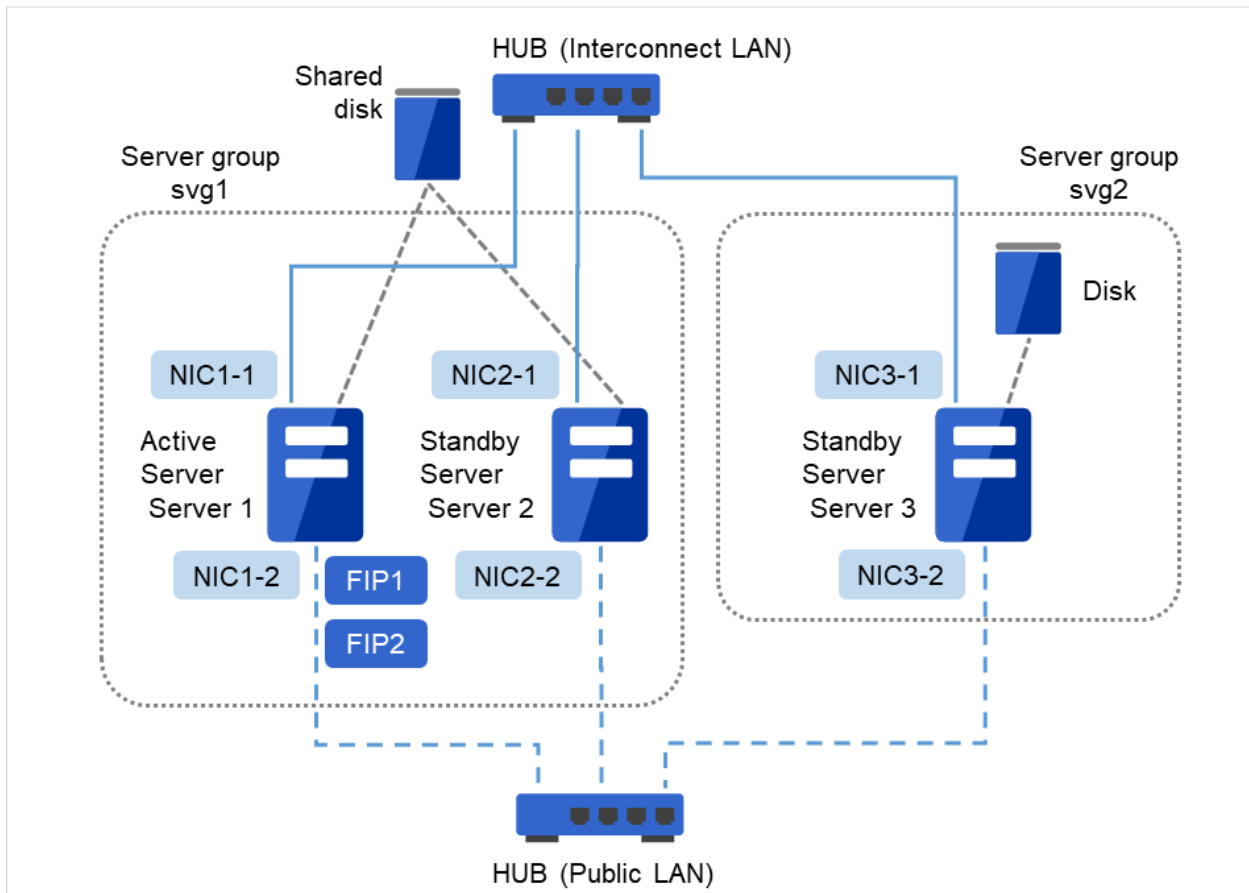 HUB (Interconnect LAN)
Shared
disk
Server group
svg1
Server group
svg2
Disk
NIC1-1
NIC2-1
NIC3-1
Active
Server
Server 1
Standby
Server
Server 2
Standby
Server
Server 3
NIC1-2
FIP1
NIC2-2
NIC3-2
FIP2
HUB (Public LAN)